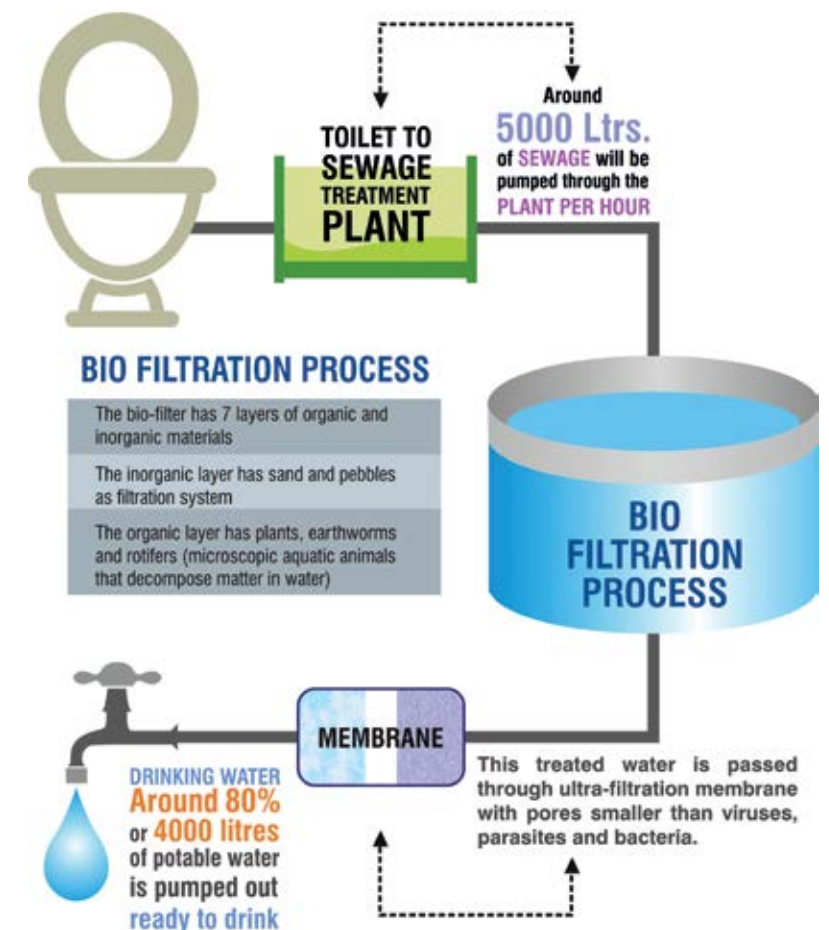 TOILET TO
SEWAGE
TREATMENT
PLANT
Around
5000 Ltrs.
of SEWAGE will be
pumped through the
PLANT PER HOUR
BIO FILTRATION PROCESS
The bio-filter has 7 layers of organic and
inorganic materials
The inorganic layer has sand and pebbles
as filtration system
The organic layer has plants, earthworms
and rotifers (microscopic aquatic animals
that decompose matter in water)
BIO
FILTRATION
PROCESS
MEMBRANE
This treated water is passed
through ultra-filtration membrane
with pores smaller than viruses,
parasites and bacteria.
DRINKING WATER
Around 80%
or 4000 litres
of potable water
is pumped out
ready to drink